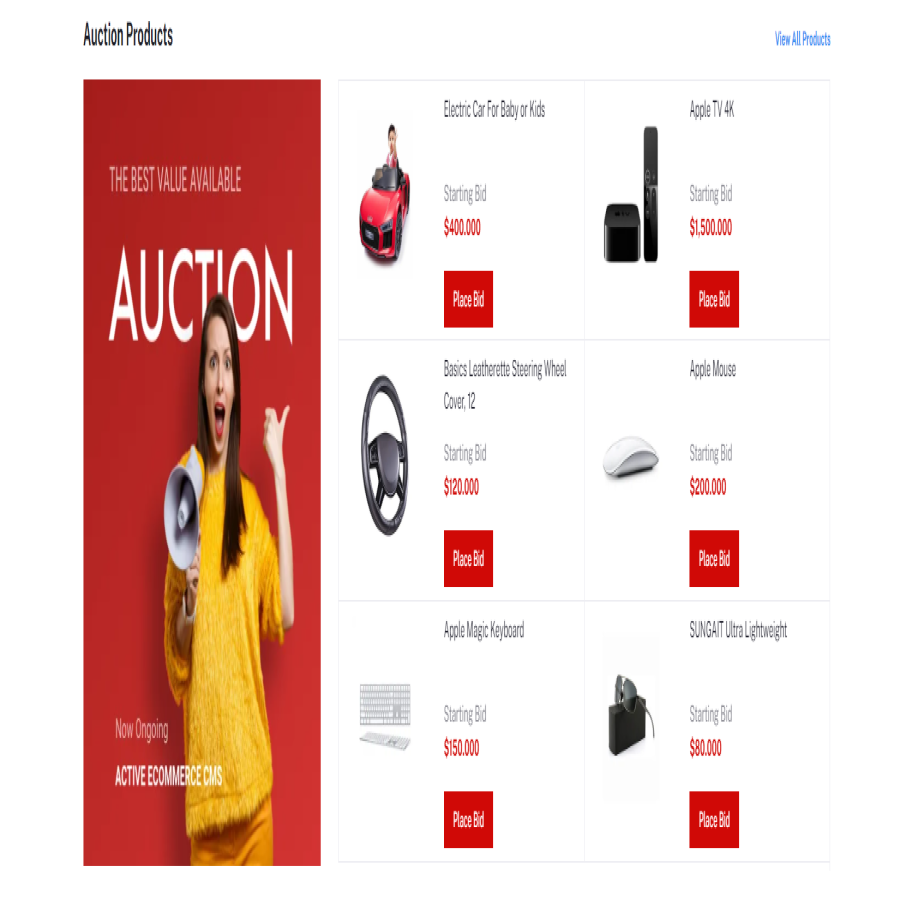 Auction Products
View All Products
THE BEST VALUE AVAILABLE
AUCTION
Now Ongoing
ACTIVE ECOMMERCE CMS
Electric Car For Baby or Kids
Starting Bid
$400.000
Place Bid
Apple TV 4K
Starting Bid
$1,500.000
Place Bid
Basics Leatherette Steering Wheel
Cover, 12
Starting Bid
$120.000
Place Bid
Apple Mouse
Starting Bid
$200.000
Place Bid
Apple Magic Keyboard
Starting Bid
$150.000
Place Bid
SUNGAIT Ultra Lightweight
Starting Bid
$80.000
Place Bid